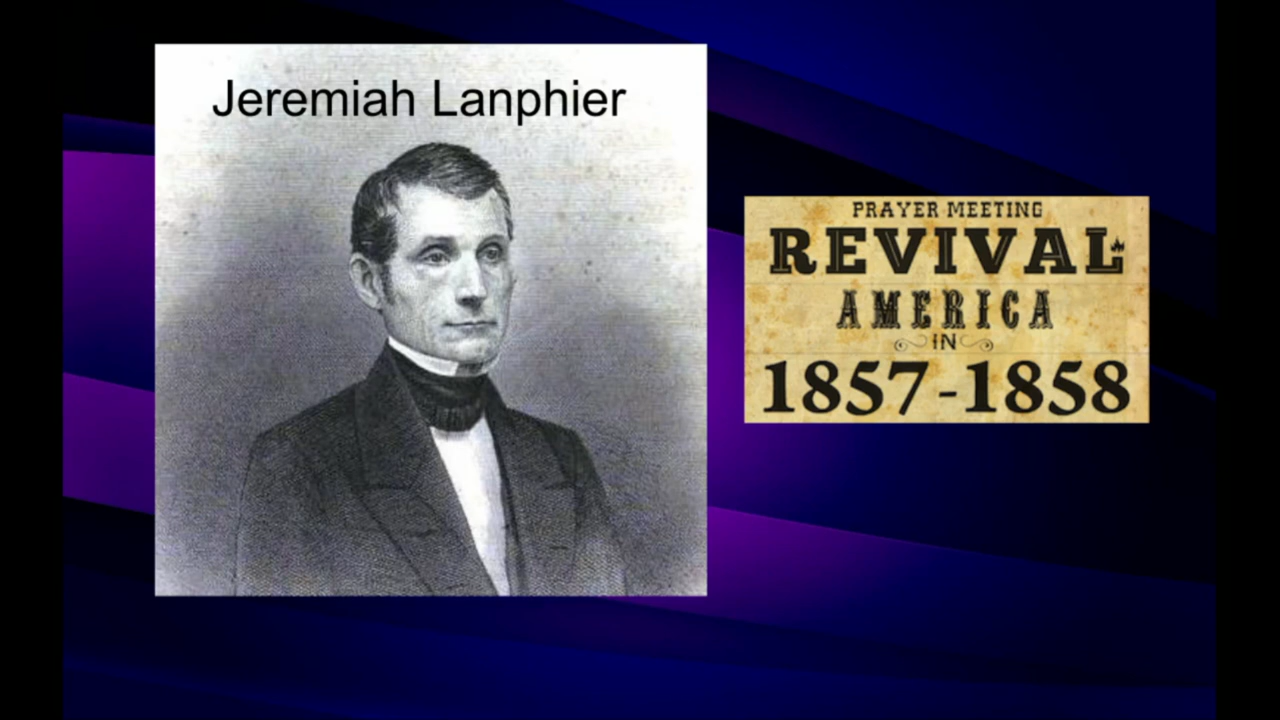 Jeremiah Lanphier
PRAYER MEETING
REVIVAL
AMERICA
IN
1857-1858